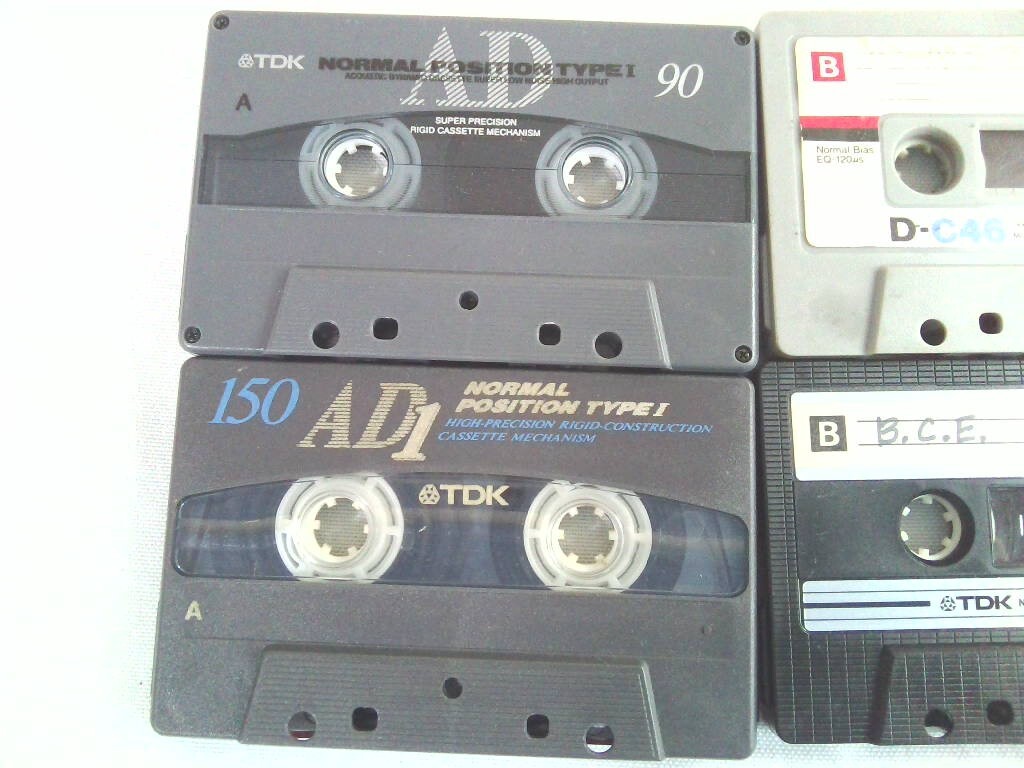 TDK NORMAL POSITION TYPE I 90
AD
SUPER PRECISION
RIGID CASSETTE MECHANISM
A
150 AD1 NORMAL
POSITION TYPE I
HIGH-PRECISION RIGID-CONSTRUCTION
CASSETTE MECHANISM
TDK
A
B
Normal Bias
EQ-120µs
D-C46
B B.C.E.
TDK